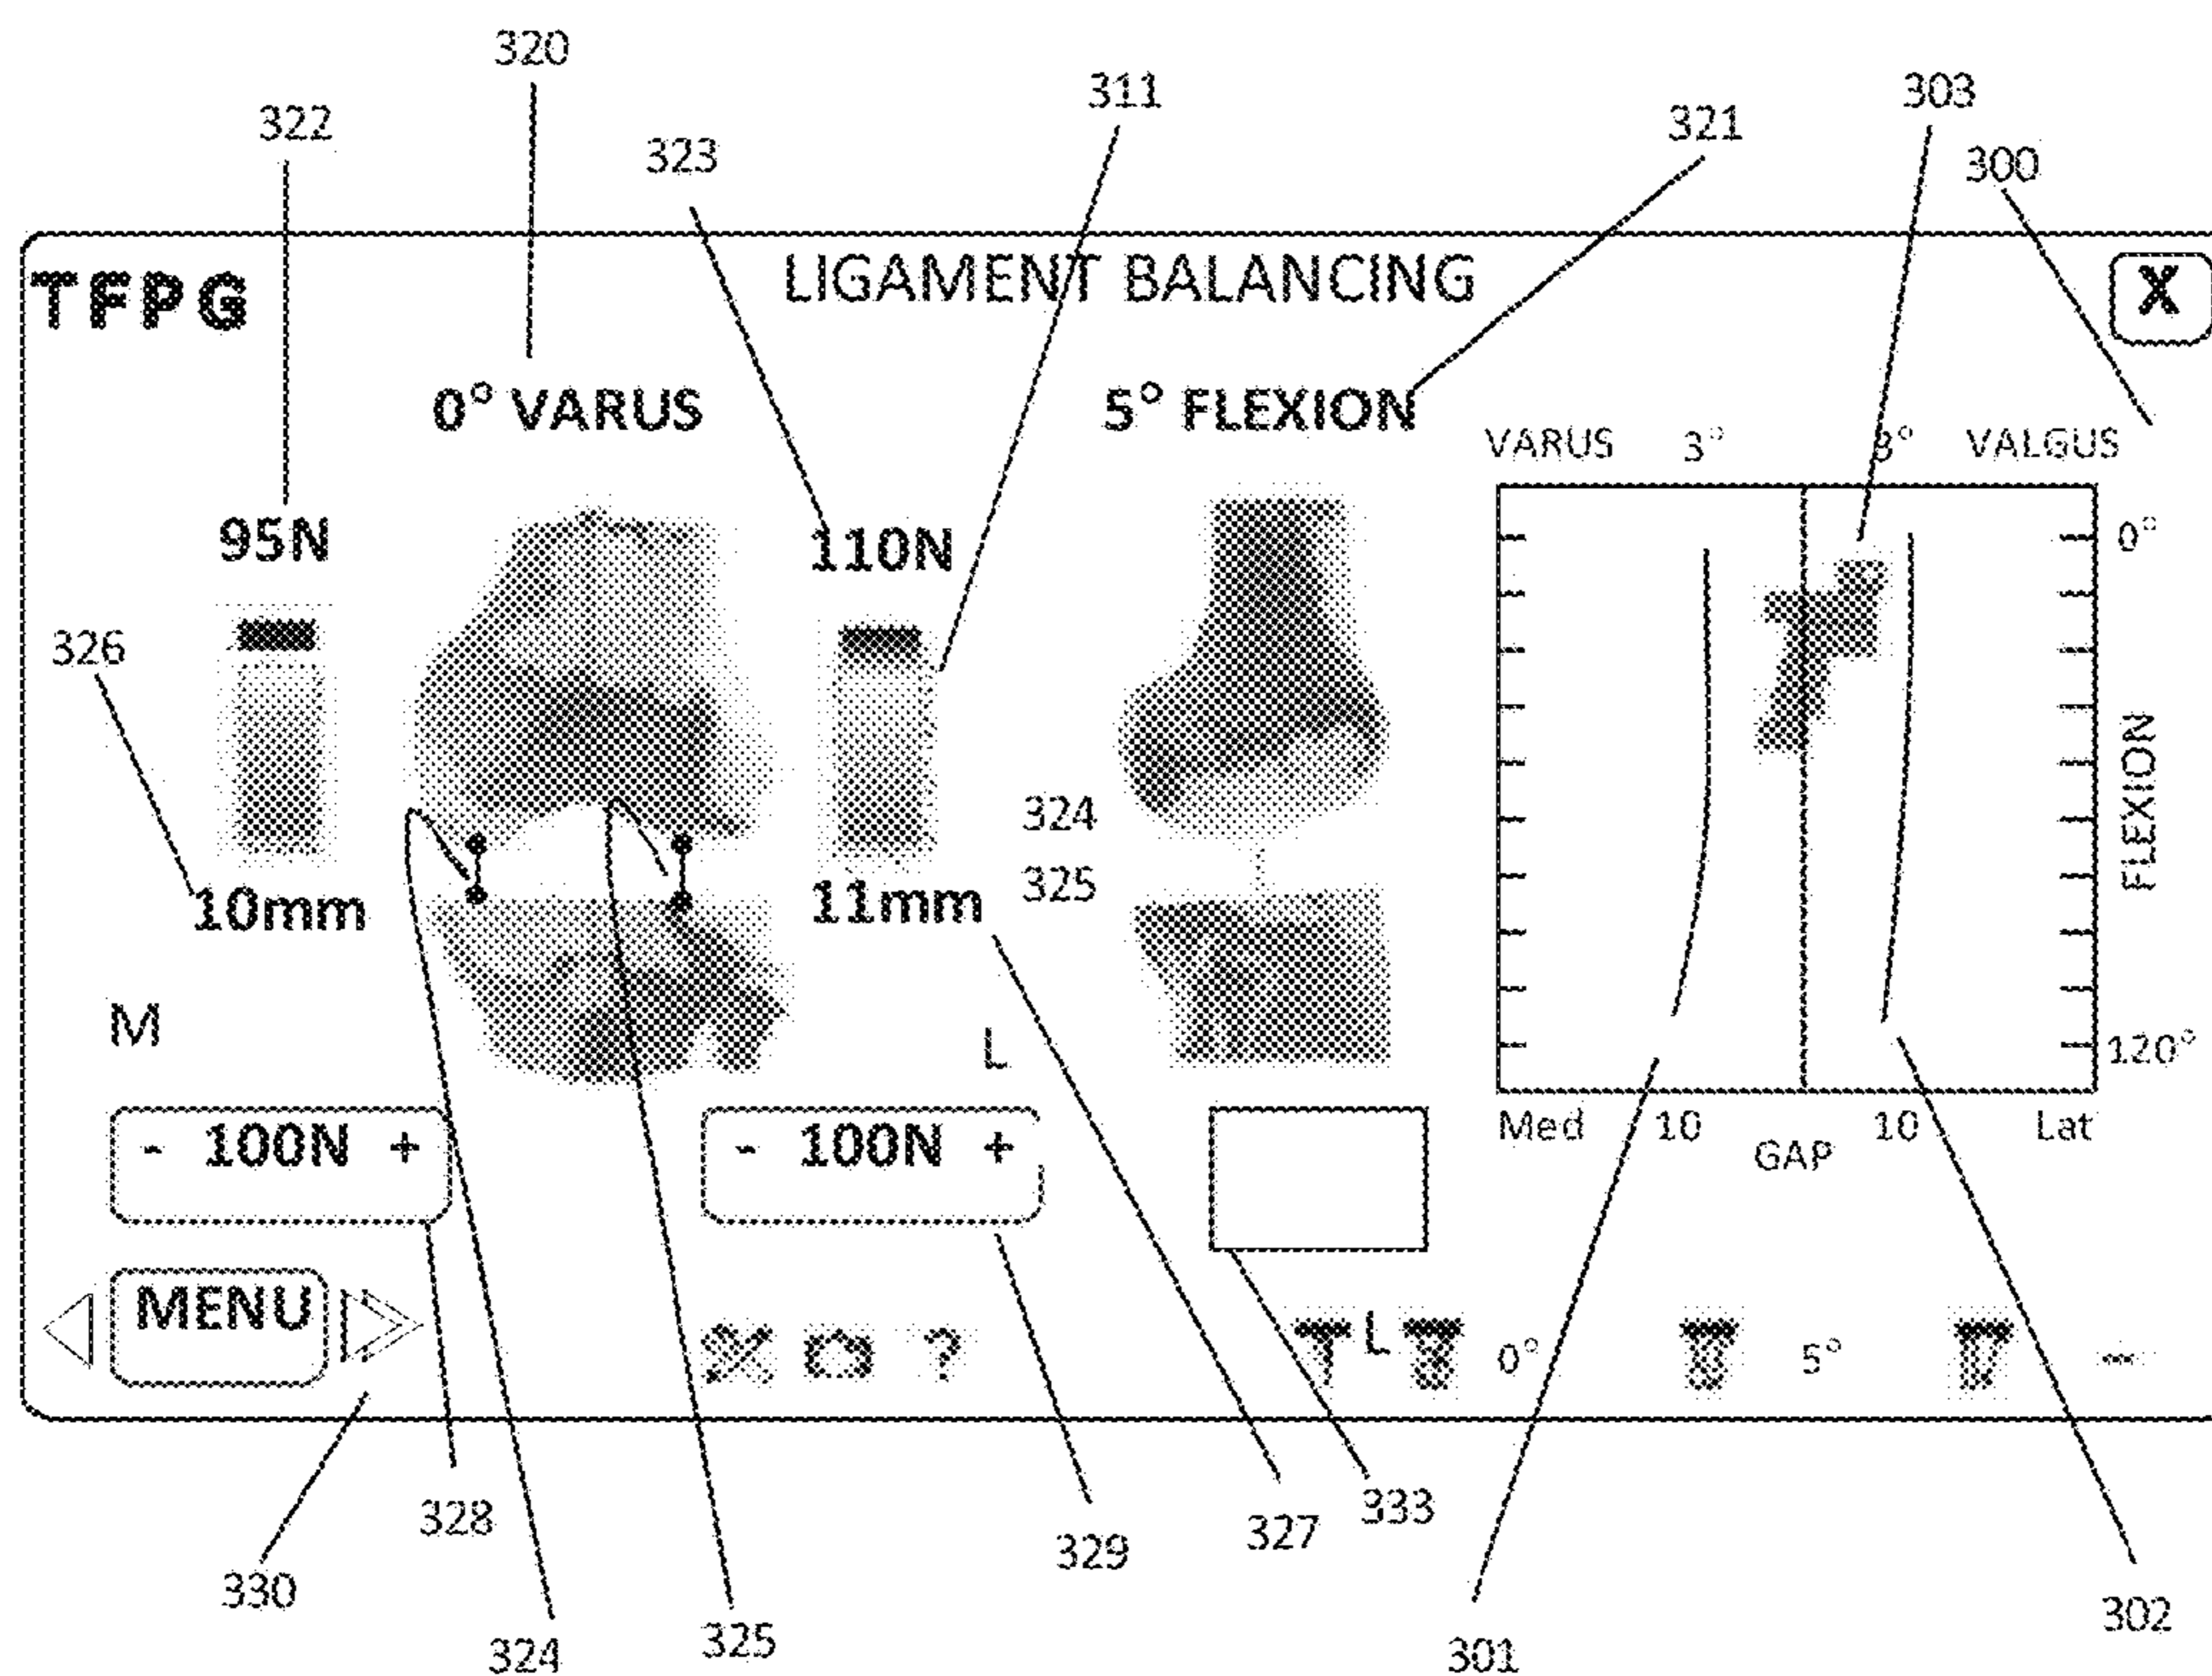 320
311
303
322
321
323
300
LIGAMENT BALANCING
TFPG
X
0° VARUS
5° FLEXION
VARUS 3° 3° VALGUS
95N
110N
0°
326
FLEXION
324
325
10mm
11mm
M
L
120°
Med 10 10 Lat
GAP
- 100N +
- 100N +
MENU
?
L
0°
5°
328
333
327
329
330
302
324
325
301